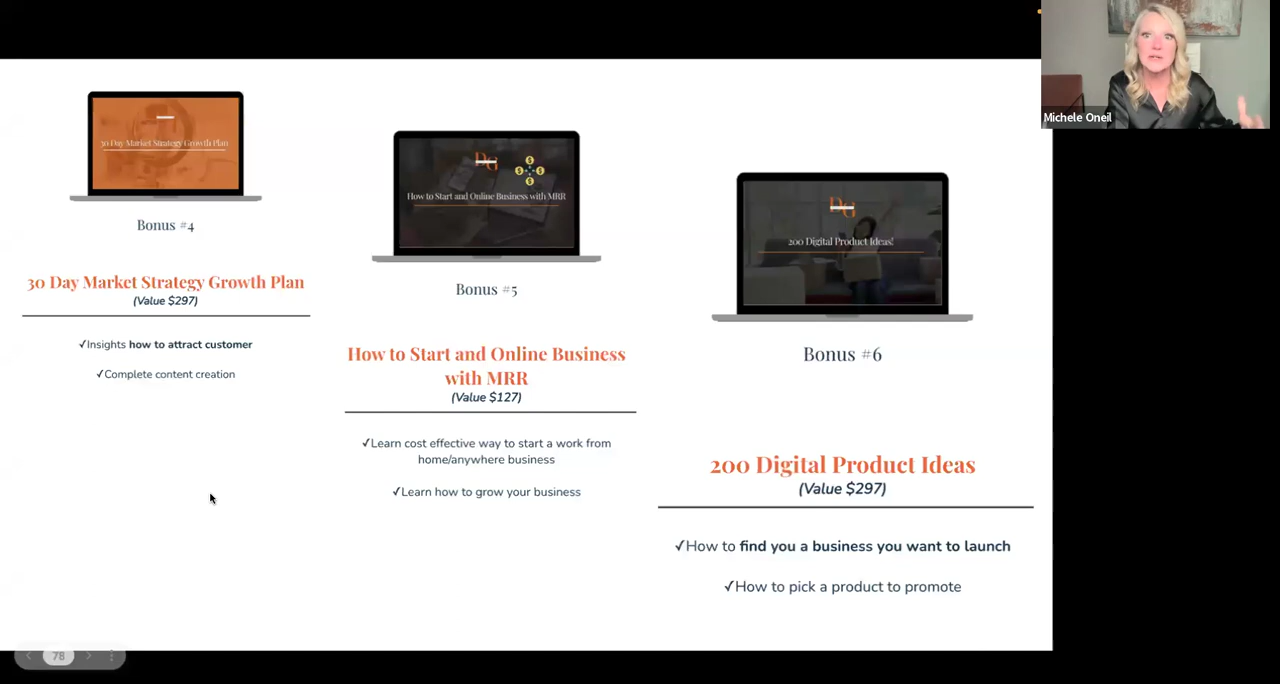 Michele Oneil
30 Day Market Strategy Growth Plan
Bonus #4
30 Day Market Strategy Growth Plan
(Value $297)
✓Insights how to attract customer
✓Complete content creation
DG
How to Start and Online Business with MRR
Bonus #5
How to Start and Online Business
with MRR
(Value $127)
✓Learn cost effective way to start a work from
home/anywhere business
✓Learn how to grow your business
DG
200 Digital Product Ideas!
Bonus #6
200 Digital Product Ideas
(Value $297)
✓How to find you a business you want to launch
✓How to pick a product to promote
78